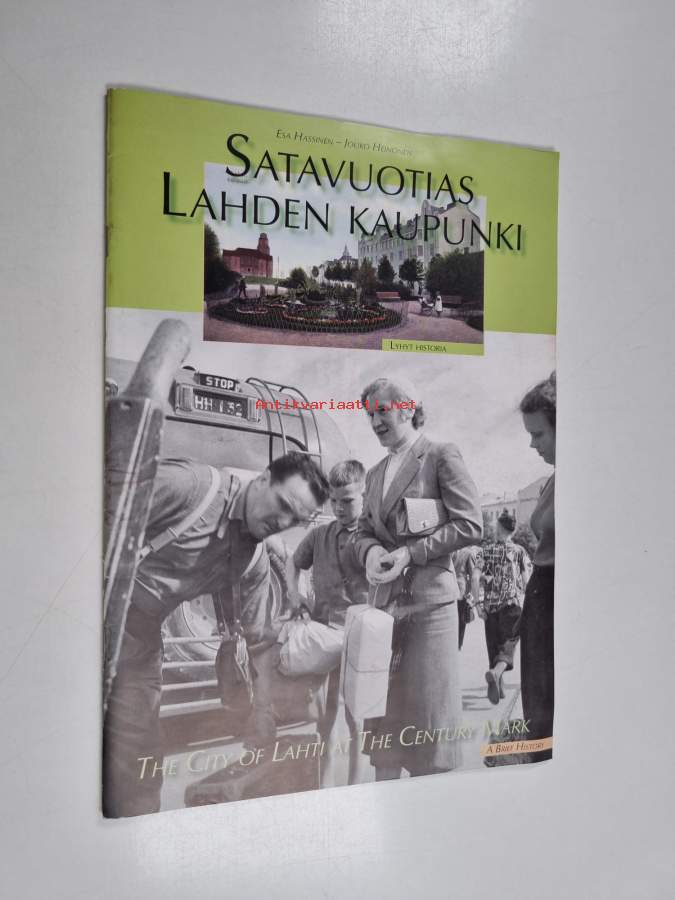 Esa Hassinen – Jouko Heinonen
Satavuotias
Lahden kaupunki
Lyhyt historia
STOP
HH-132
Antikvariaatti.net
The City of Lahti at The Century Mark
A Brief History